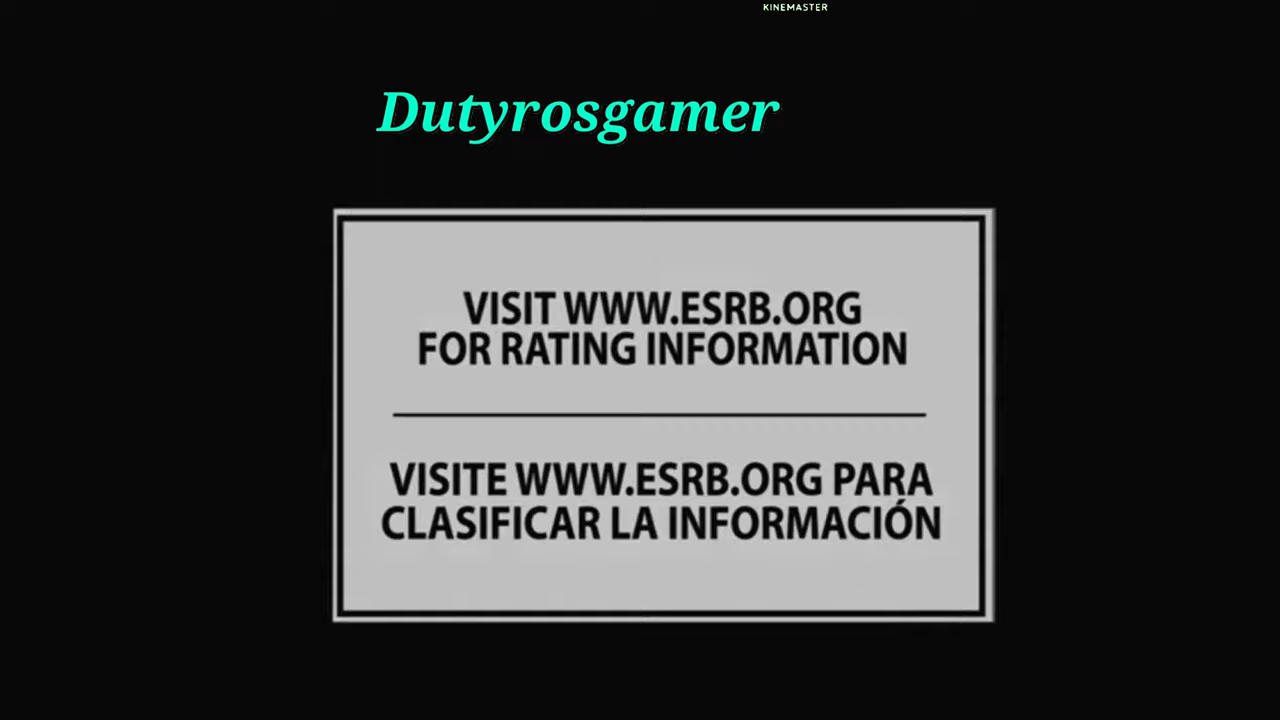 KINEMASTER
Dutyrosgamer
VISIT WWW.ESRB.ORG
FOR RATING INFORMATION
VISITE WWW.ESRB.ORG PARA
CLASIFICAR LA INFORMACIÓN